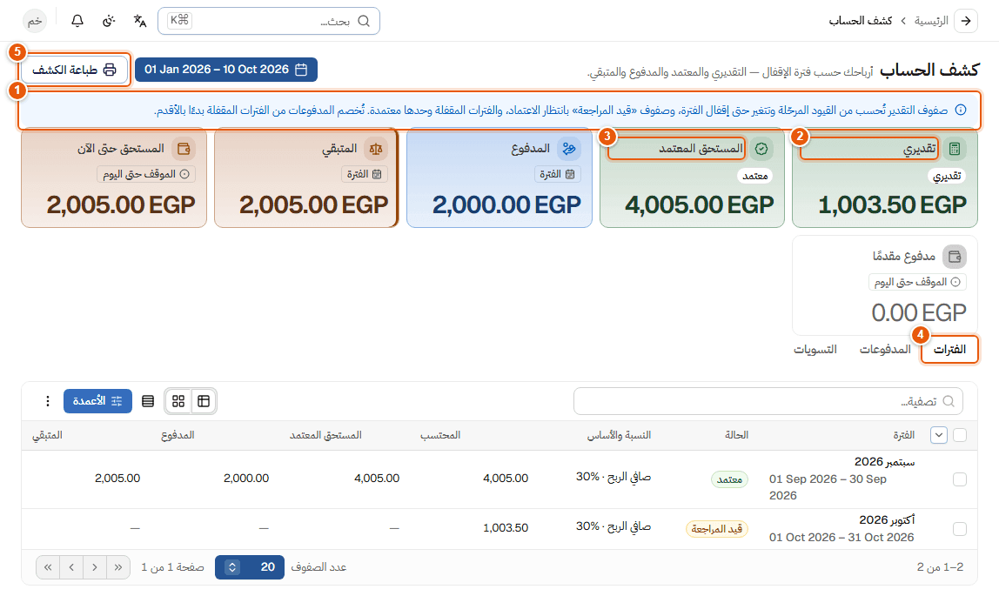 الرئيسية
كشف الحساب
بحث...
⌘K
خم
كشف الحساب
أرباحك حسب فترة الإقفال — التقديري والمعتمد والمدفوع والمتبقي.
01 Jan 2026 – 10 Oct 2026
طباعة الكشف
5
1
صفوف التقدير تُحسب من القيود المرحّلة وتتغير حتى إقفال الفترة، وصفوف «قيد المراجعة» بانتظار الاعتماد، والفترات المقفلة وحدها معتمدة. تُخصم المدفوعات من الفترات المقفلة بدءًا بالأقدم.
2
تقديري
تقديري
1,003.50 EGP
3
المستحق المعتمد
معتمد
4,005.00 EGP
المدفوع
الفترة
2,000.00 EGP
المتبقي
الفترة
2,005.00 EGP
المستحق حتى الآن
الموقف حتى اليوم
2,005.00 EGP
مدفوع مقدمًا
الموقف حتى اليوم
0.00 EGP
4
الفترات
المدفوعات
التسويات
تصفية...
الأعمدة
الفترة
الحالة
النسبة والأساس
المحتسب
المستحق المعتمد
المدفوع
المتبقي
سبتمبر 2026
01 Sep 2026 – 30 Sep
2026
معتمد
صافي الربح · 30%
4,005.00
4,005.00
2,000.00
2,005.00
أكتوبر 2026
01 Oct 2026 – 31 Oct 2026
قيد المراجعة
صافي الربح · 30%
1,003.50
—
—
—
1–2 من 2
عدد الصفوف
20
صفحة 1 من 1